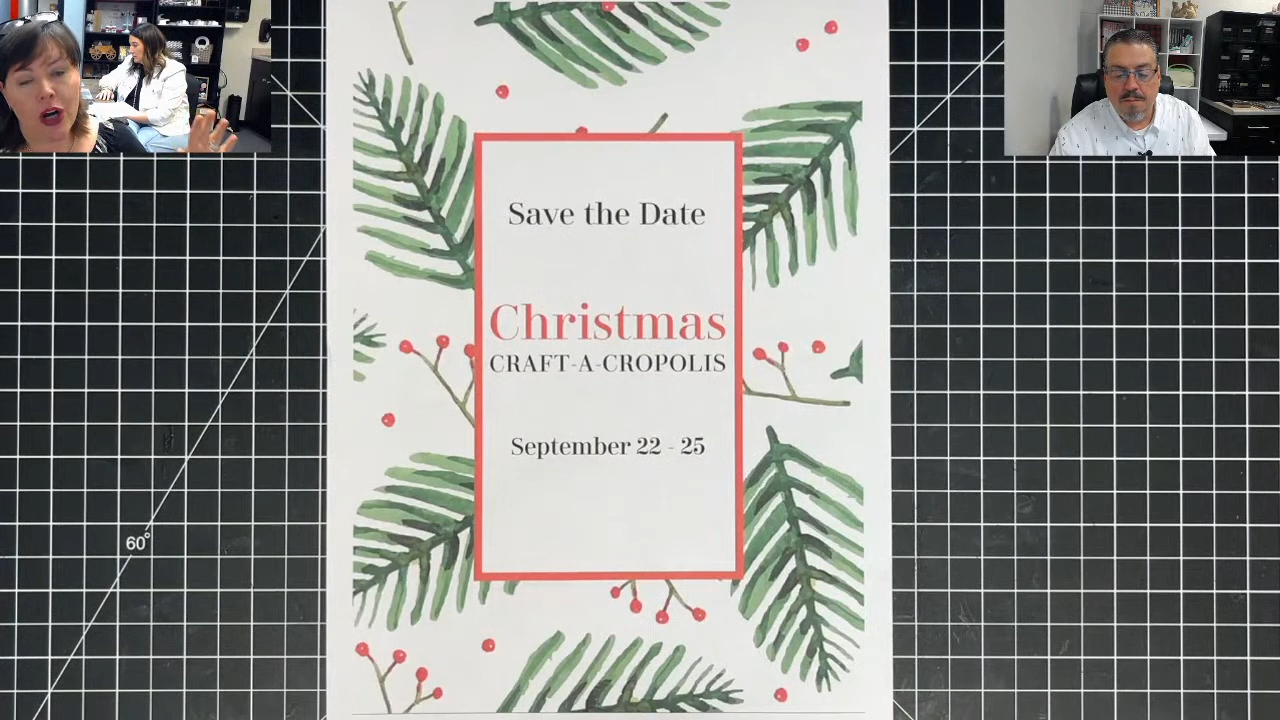 Save the Date
Christmas
CRAFT-A-CROPOLIS
September 22 - 25
60°